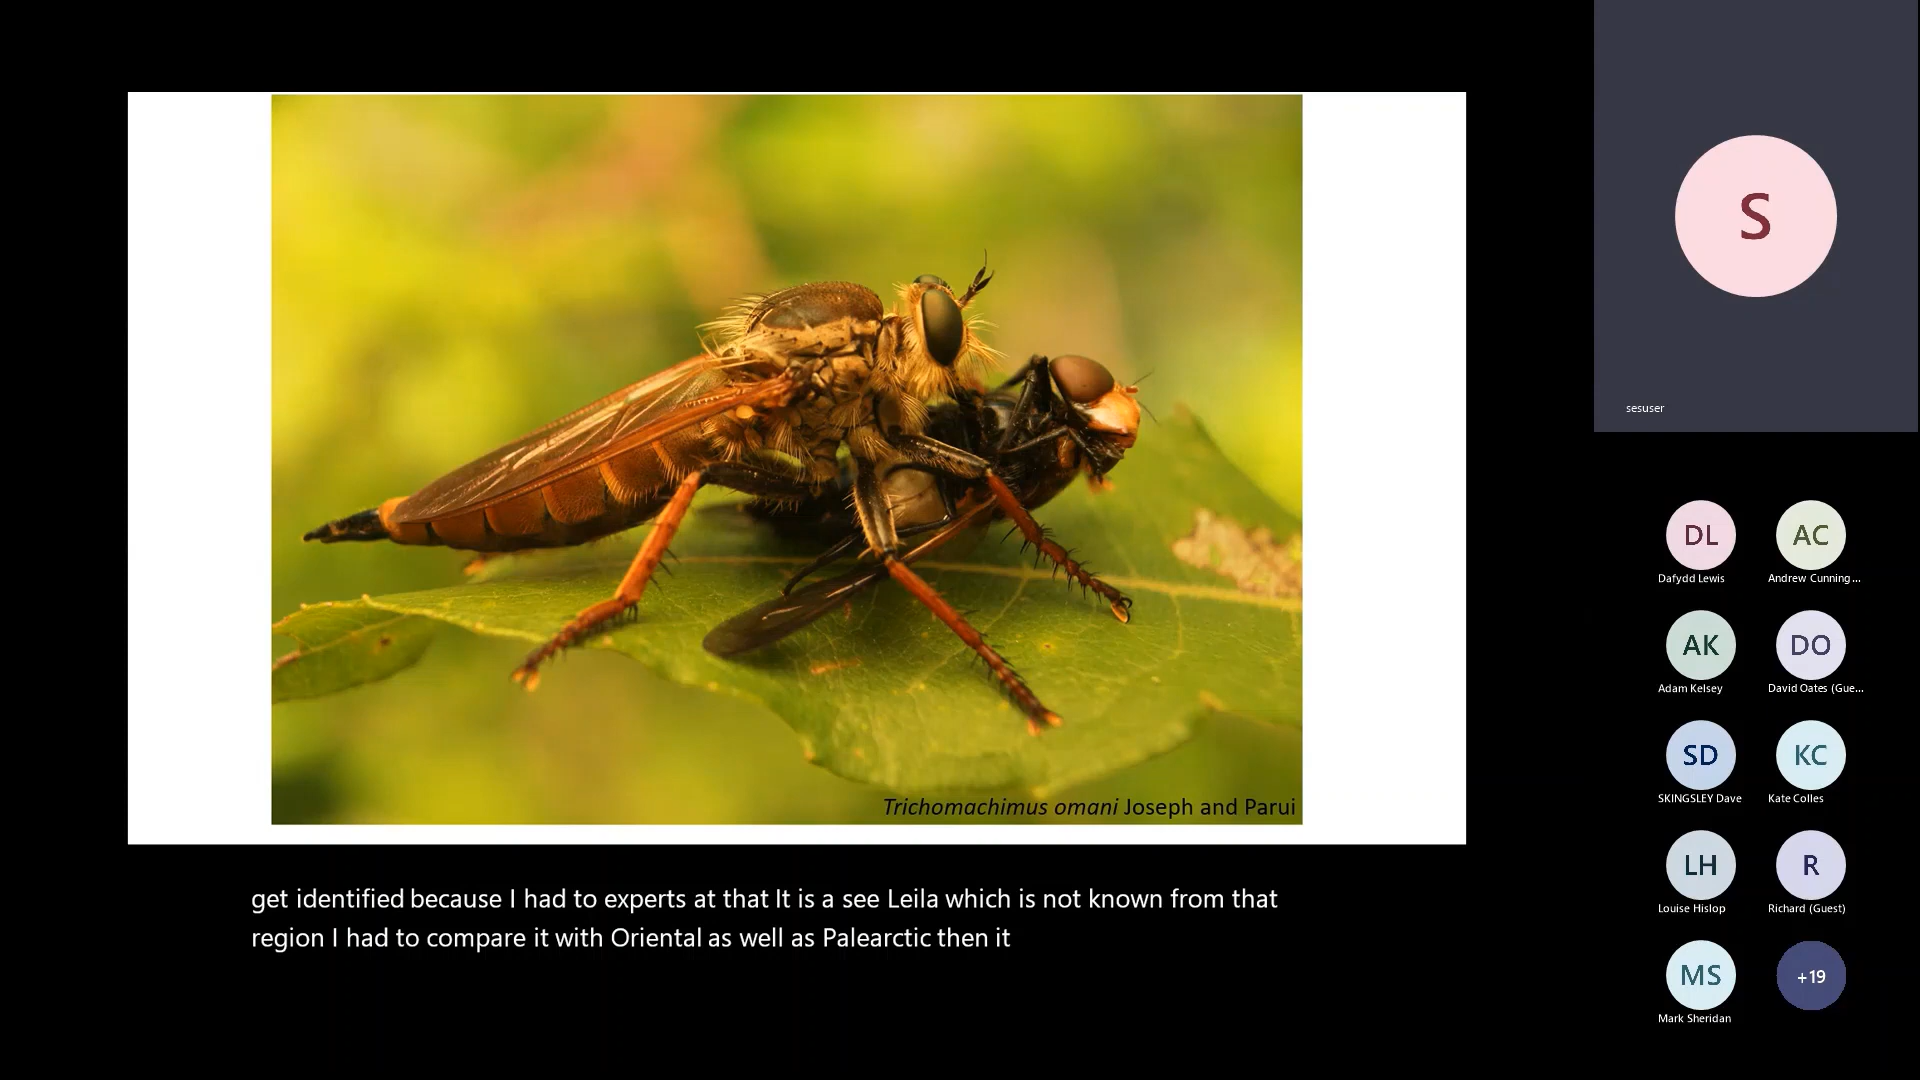 Trichomachimus omani Joseph and Parui
get identified because I had to experts at that It is a see Leila which is not known from that
region I had to compare it with Oriental as well as Palearctic then it
S
sesuser
DL
AC
Dafydd Lewis
Andrew Cunning...
AK
DO
Adam Kelsey
David Oates (Gue...
SD
KC
SKINGSLEY Dave
Kate Colles
LH
R
Louise Hislop
Richard (Guest)
MS
+19
Mark Sheridan